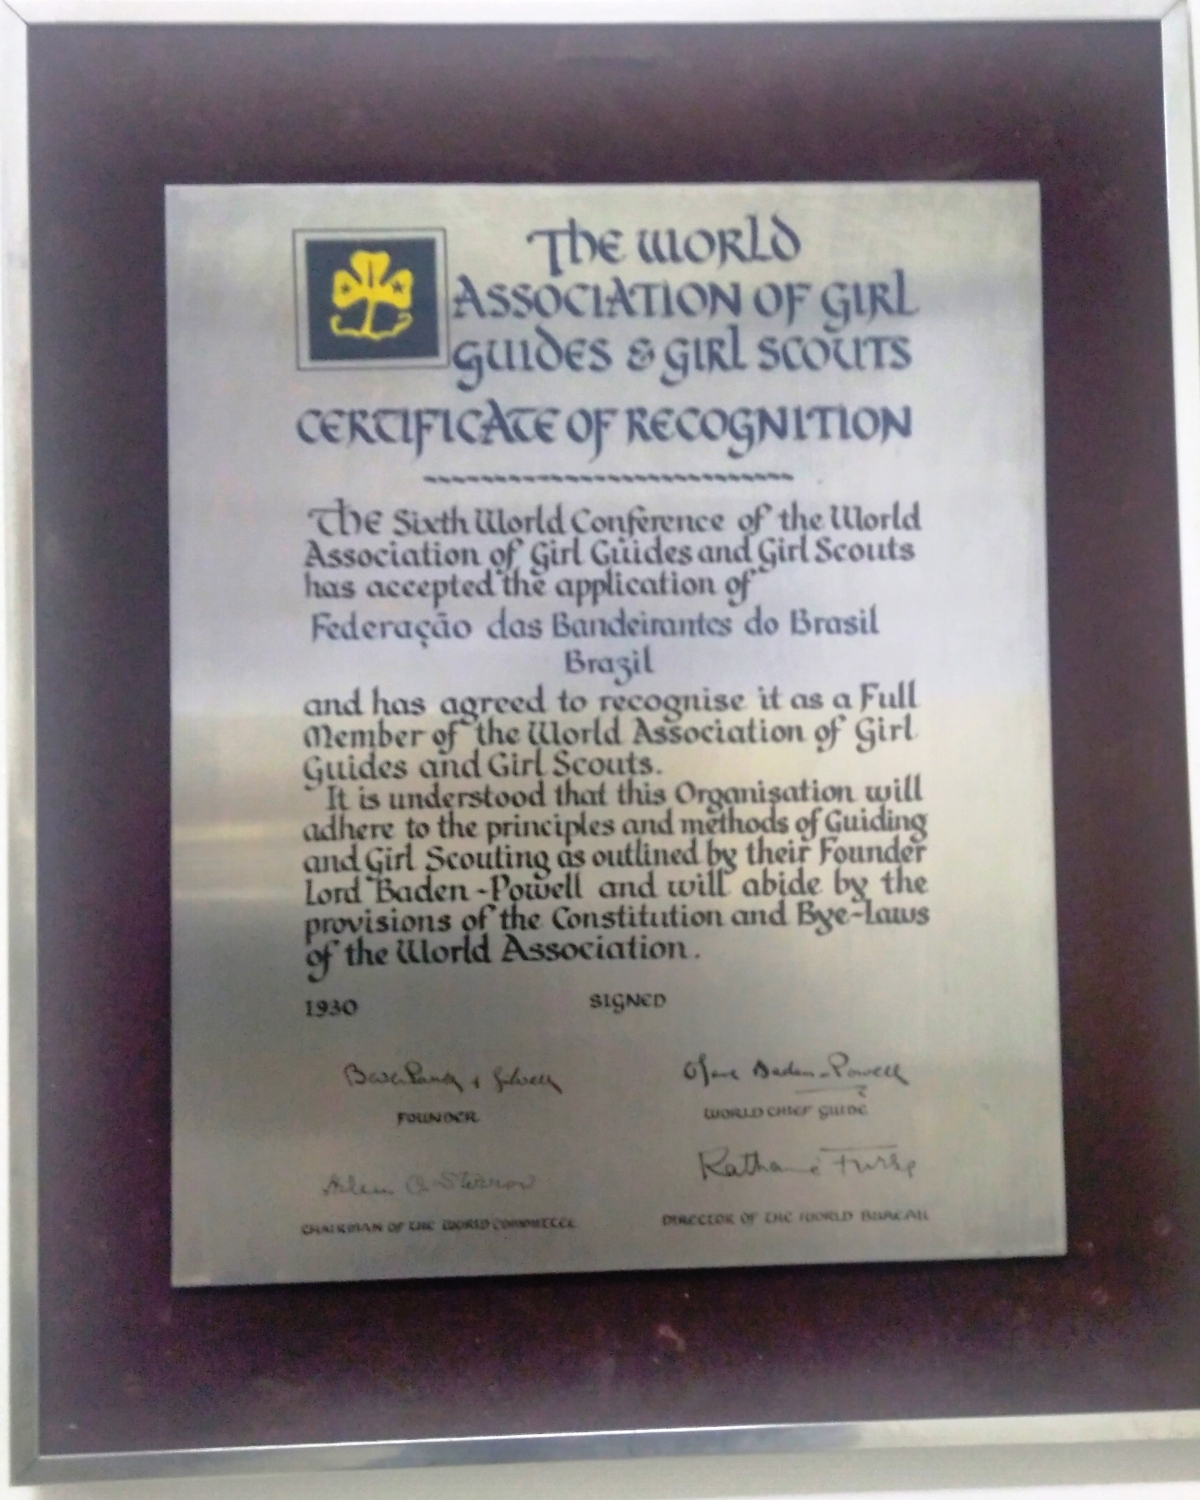 The World
Association of Girl
Guides & Girl Scouts
Certificate of Recognition
The Sixth World Conference of the World
Association of Girl Guides and Girl Scouts
has accepted the application of
Federação das Bandeirantes do Brasil
Brazil
and has agreed to recognise it as a Full
Member of the World Association of Girl
Guides and Girl Scouts.
It is understood that this Organisation will
adhere to the principles and methods of Guiding
and Girl Scouting as outlined by their Founder
Lord Baden-Powell and will abide by the
provisions of the Constitution and Bye-laws
of the World Association.
1930 SIGNED
Olave Baden-Powell
FOUNDER WORLD CHIEF GUIDE
Katharine Furse
CHAIRMAN OF THE WORLD COMMITTEE DIRECTOR OF THE WORLD BUREAU